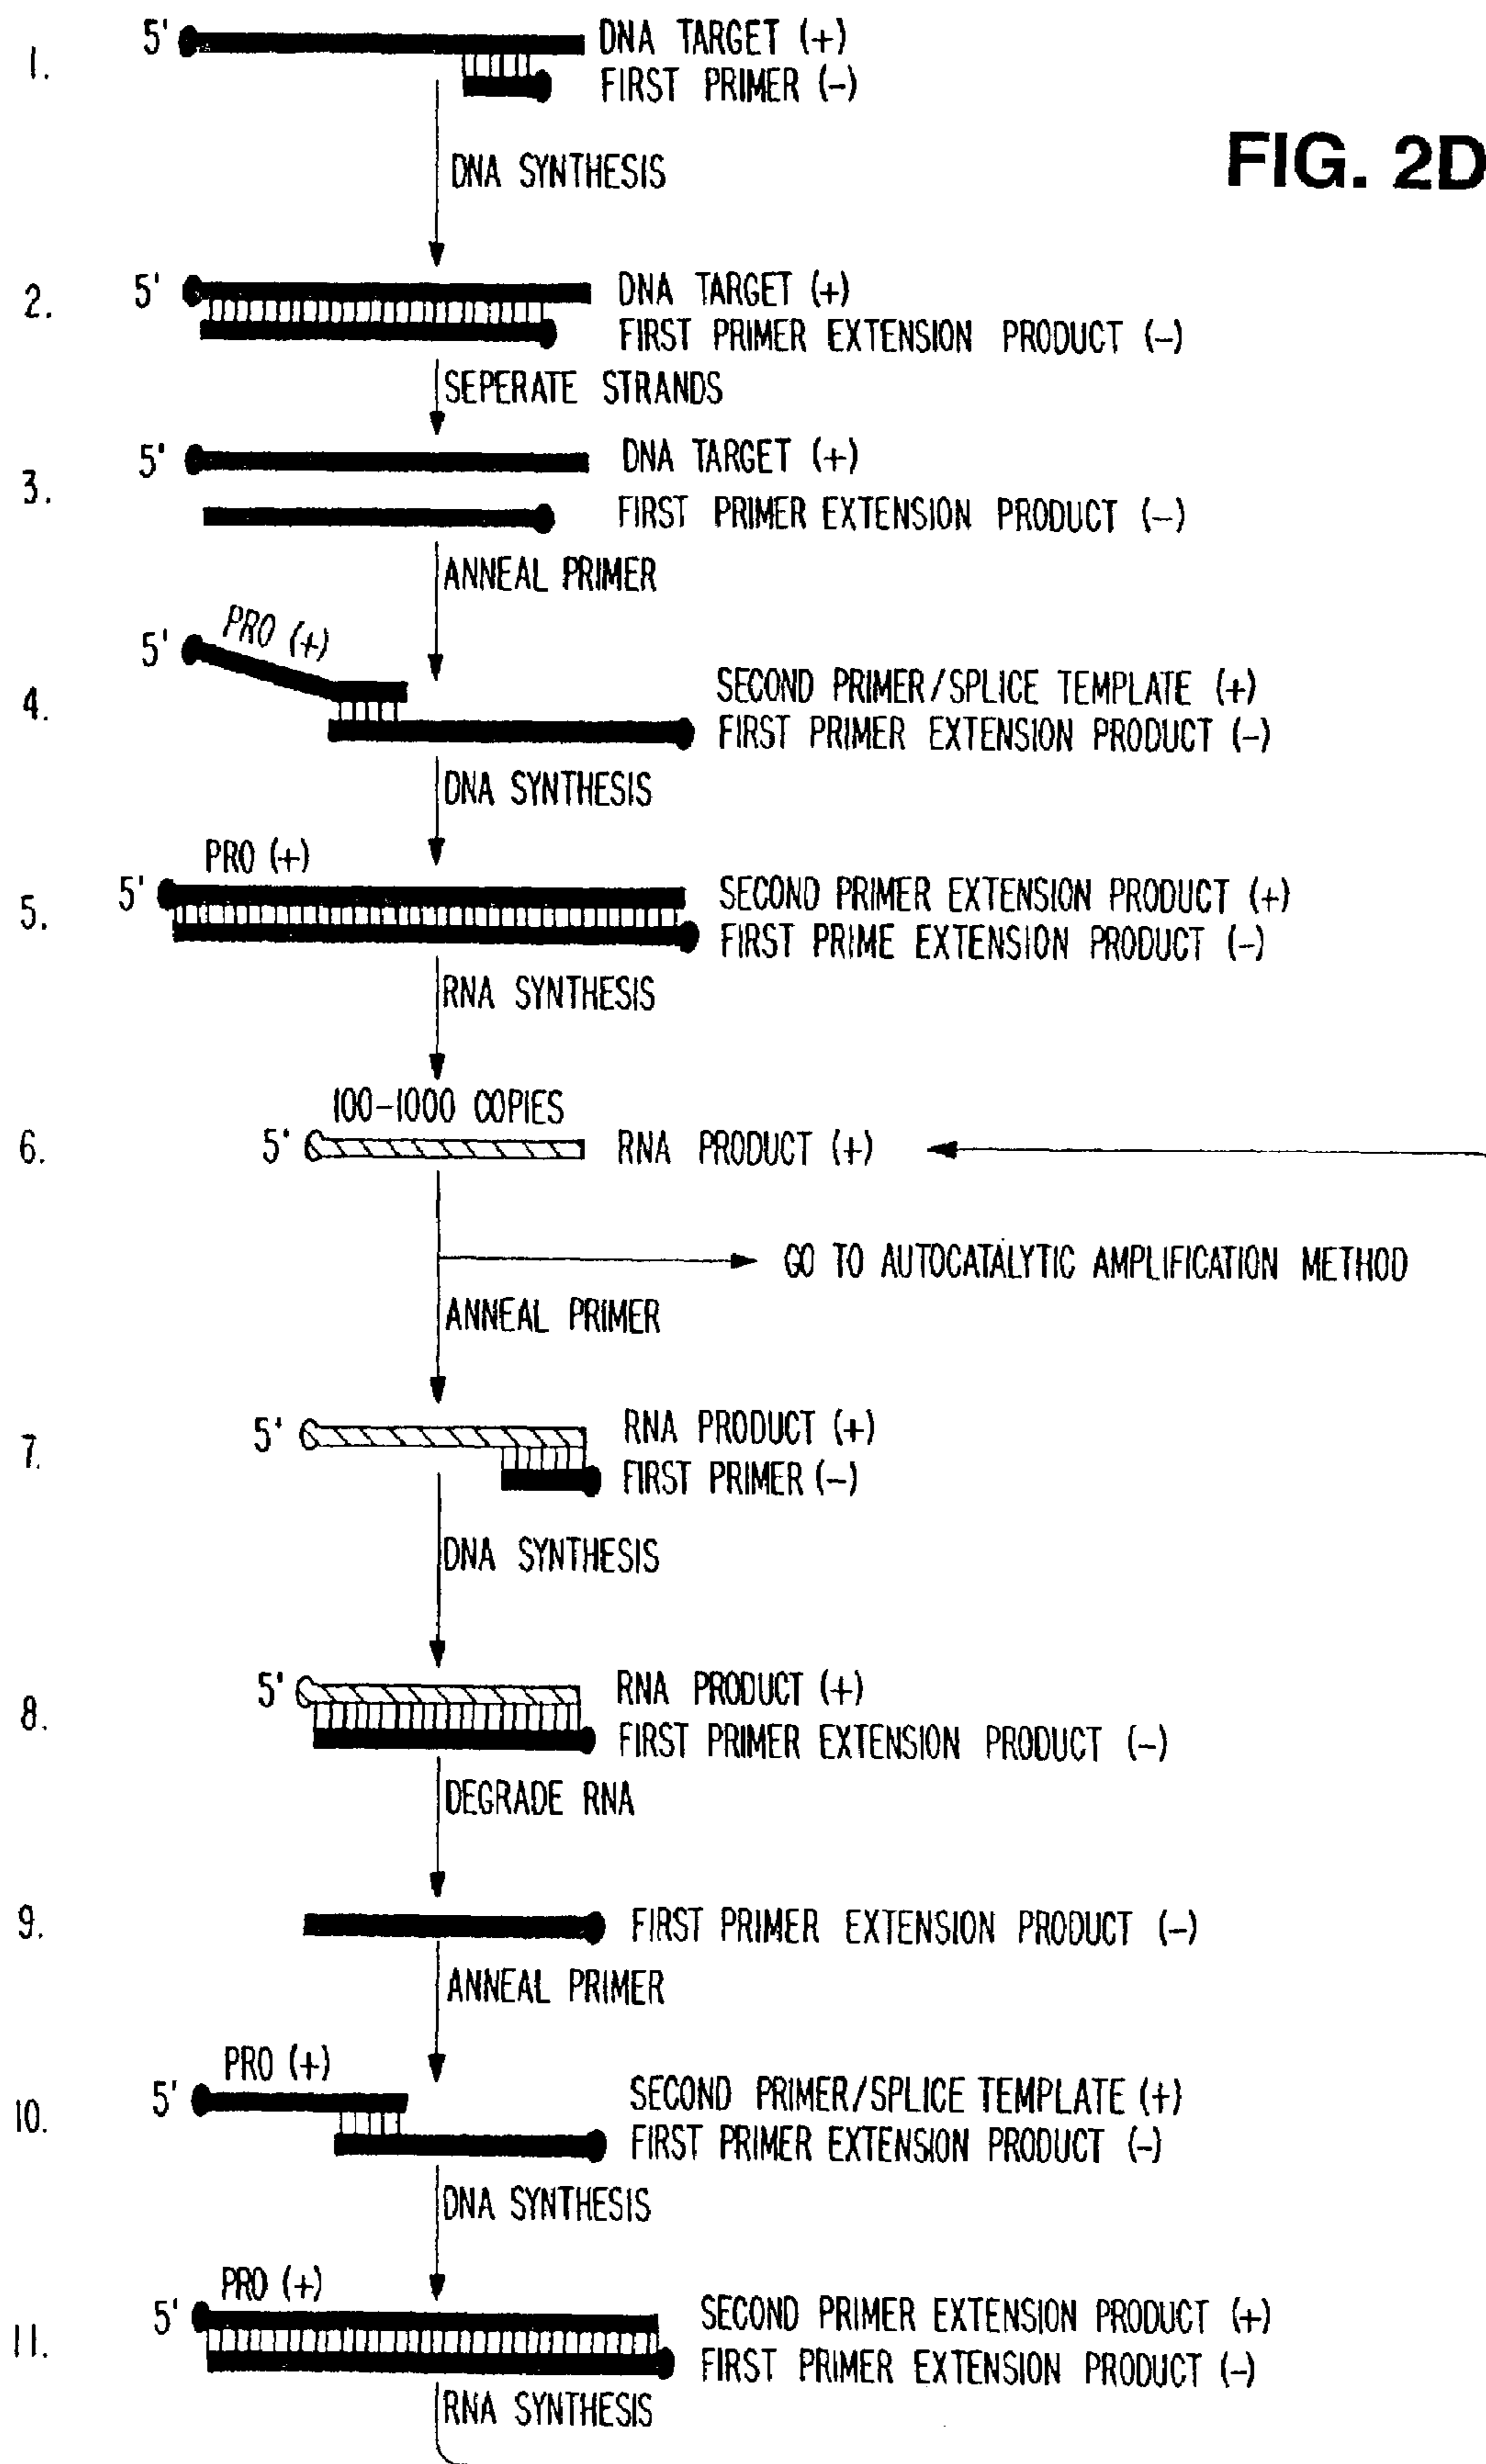 1.
5' DNA TARGET (+)
FIRST PRIMER (-)
DNA SYNTHESIS
FIG. 2D
2.
5' DNA TARGET (+)
FIRST PRIMER EXTENSION PRODUCT (-)
SEPERATE STRANDS
3.
5' DNA TARGET (+)
FIRST PRIMER EXTENSION PRODUCT (-)
ANNEAL PRIMER
4.
5' PRO (+)
SECOND PRIMER/SPLICE TEMPLATE (+)
FIRST PRIMER EXTENSION PRODUCT (-)
DNA SYNTHESIS
PRO (+)
5.
5' SECOND PRIMER EXTENSION PRODUCT (+)
FIRST PRIME EXTENSION PRODUCT (-)
RNA SYNTHESIS
100-1000 COPIES
6.
5' RNA PRODUCT (+)
GO TO AUTOCATALYTIC AMPLIFICATION METHOD
ANNEAL PRIMER
7.
5' RNA PRODUCT (+)
FIRST PRIMER (-)
DNA SYNTHESIS
8.
5' RNA PRODUCT (+)
FIRST PRIMER EXTENSION PRODUCT (-)
DEGRADE RNA
9.
FIRST PRIMER EXTENSION PRODUCT (-)
ANNEAL PRIMER
PRO (+)
10.
5' SECOND PRIMER/SPLICE TEMPLATE (+)
FIRST PRIMER EXTENSION PRODUCT (-)
DNA SYNTHESIS
PRO (+)
11.
5' SECOND PRIMER EXTENSION PRODUCT (+)
FIRST PRIMER EXTENSION PRODUCT (-)
RNA SYNTHESIS